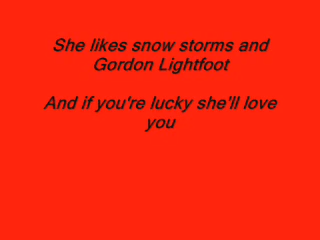 She likes snow storms and
Gordon Lightfoot
And if you're lucky she'll love
you